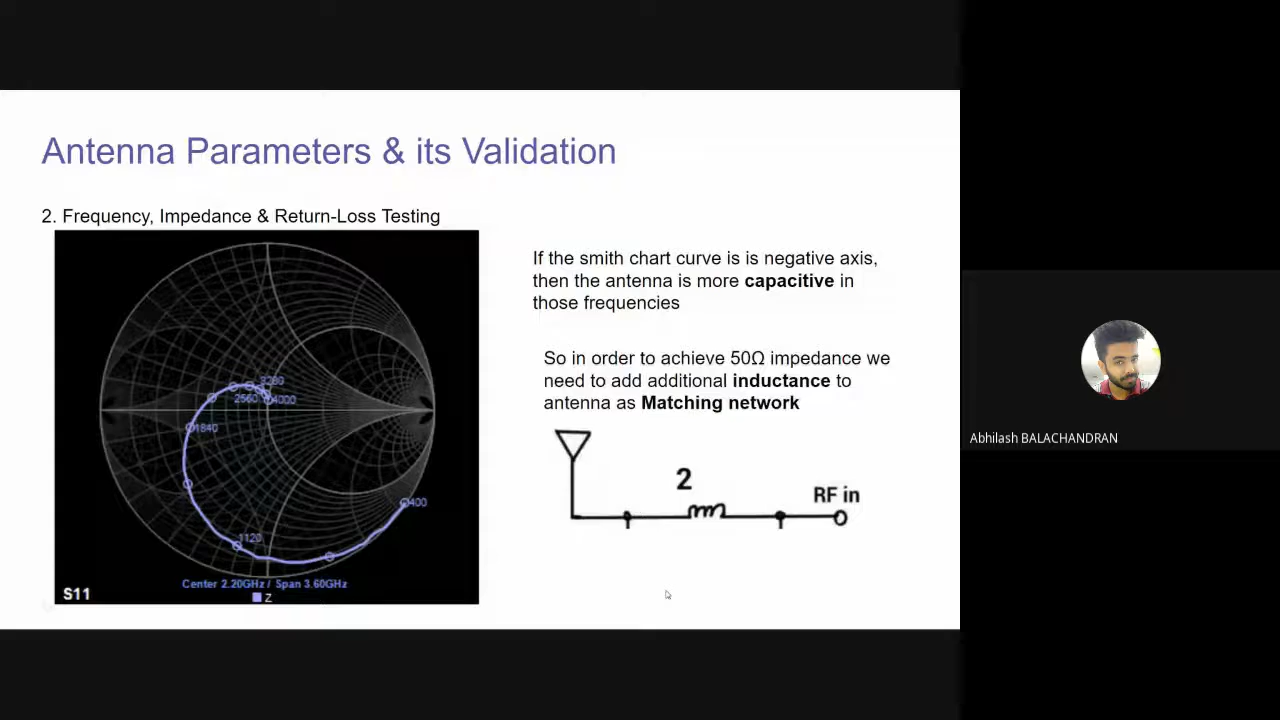 Antenna Parameters & its Validation
2. Frequency, Impedance & Return-Loss Testing
If the smith chart curve is is negative axis,
then the antenna is more capacitive in
those frequencies
So in order to achieve 50Ω impedance we
need to add additional inductance to
antenna as Matching network
3280
2560
4000
1840
400
1120
Center 2.20GHz / Span 3.60GHz
S11
Z
2
RF in
Abhilash BALACHANDRAN